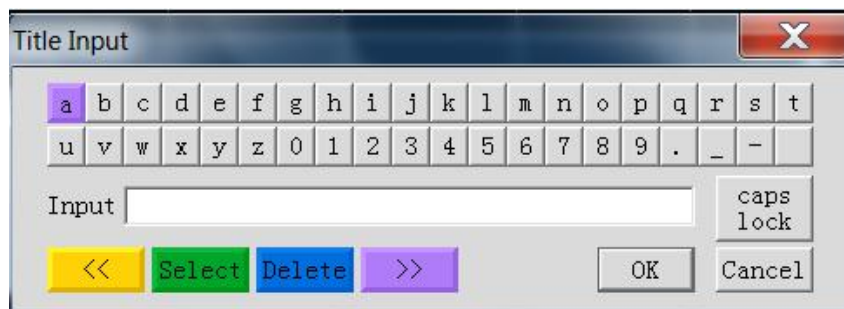 Title Input
X
a b c d e f g h i j k l m n o p q r s t
u v w x y z 0 1 2 3 4 5 6 7 8 9 . _ -
Input
caps
lock
<< Select Delete >> OK Cancel